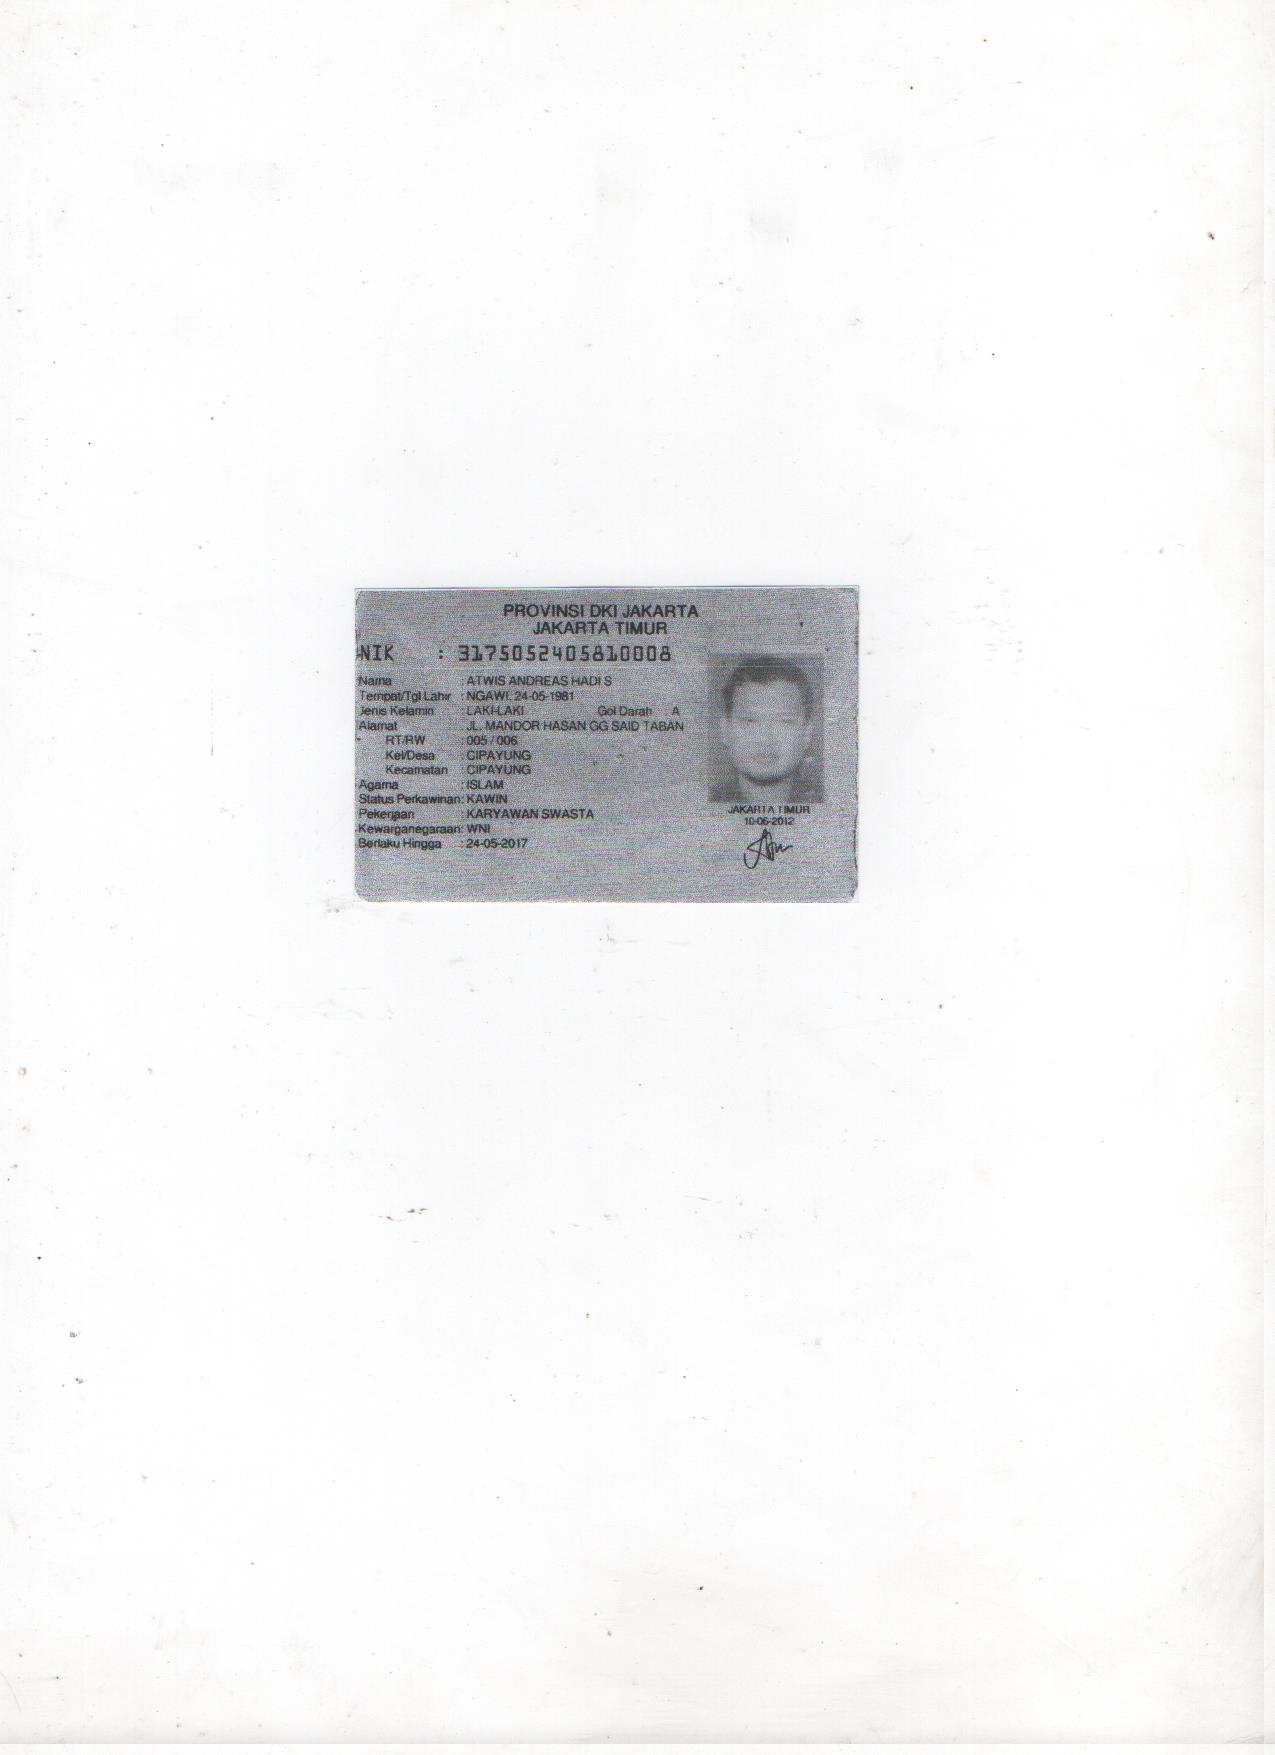 PROVINSI DKI JAKARTA
JAKARTA TIMUR
NIK : 3175052405810008
Nama : ATWIS ANDREAS HADI S
Tempat/Tgl Lahir : NGAWI, 24-05-1981
Jenis Kelamin : LAKI-LAKI Gol Darah A
Alamat JL. MANDOR HASAN GG SAID TABAN
RT/RW : 005 / 006
Kel/Desa : CIPAYUNG
Kecamatan : CIPAYUNG
Agama : ISLAM
Status Perkawinan: KAWIN
Pekerjaan : KARYAWAN SWASTA
Kewarganegaraan: WNI
Berlaku Hingga : 24-05-2017
JAKARTA TIMUR
10-06-2012